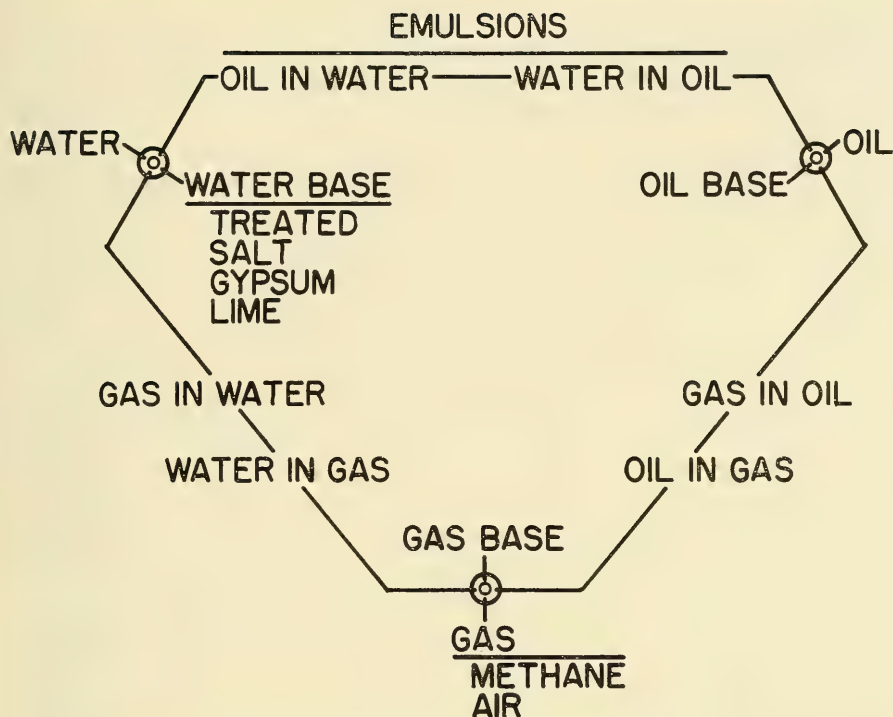 EMULSIONS
OIL IN WATER WATER IN OIL
WATER
OIL
WATER BASE
OIL BASE
TREATED
SALT
GYPSUM
LIME
GAS IN WATER
GAS IN OIL
WATER IN GAS
OIL IN GAS
GAS BASE
GAS
METHANE
AIR